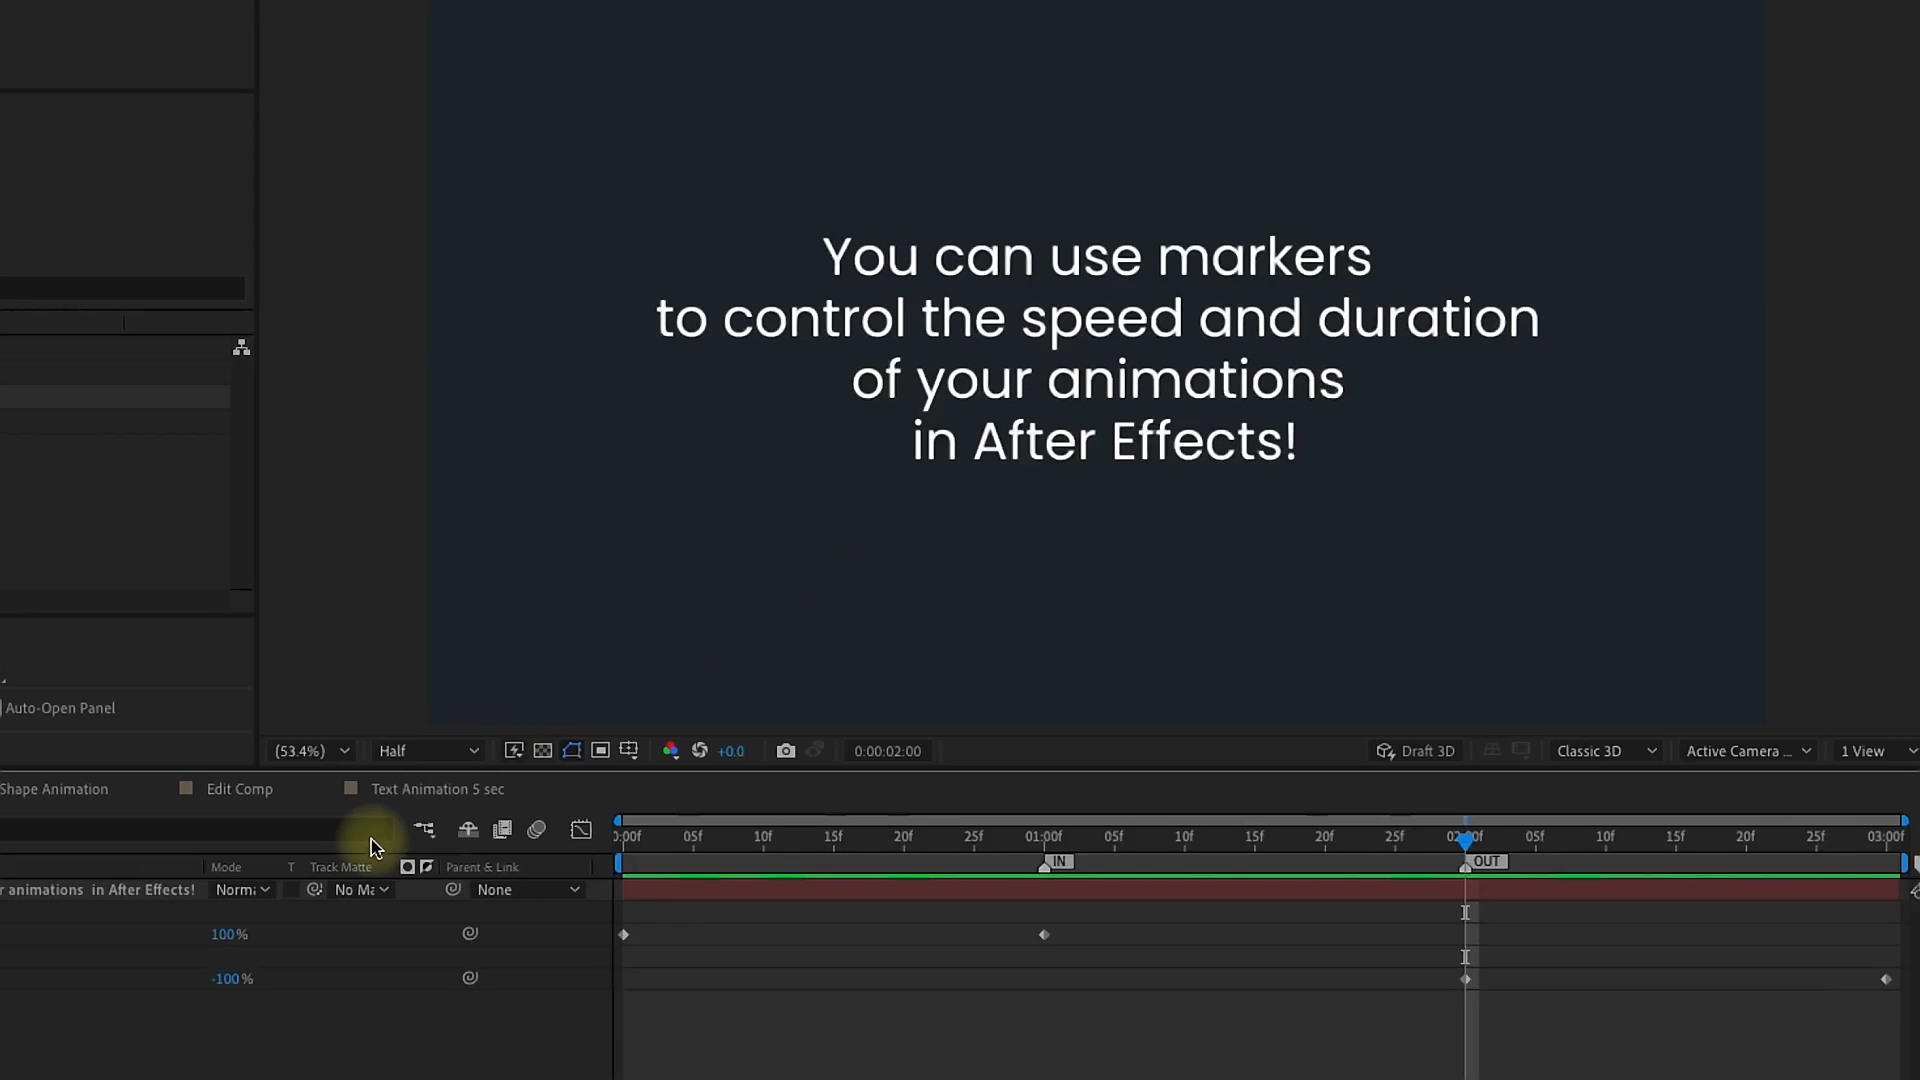 You can use markers
to control the speed and duration
of your animations
in After Effects!
Auto-Open Panel
(53.4%)
Half
+0.0
0:00:02:00
Draft 3D
Classic 3D
Active Camera ...
1 View
Shape Animation
Edit Comp
Text Animation 5 sec
0:00f 05f 10f 15f 20f 25f 01:00f 05f 10f 15f 20f 25f 02:00f 05f 10f 15f 20f 25f 03:00f
IN
OUT
Mode T Track Matte Parent & Link
r animations in After Effects! Norma No Ma None
100%
-100%